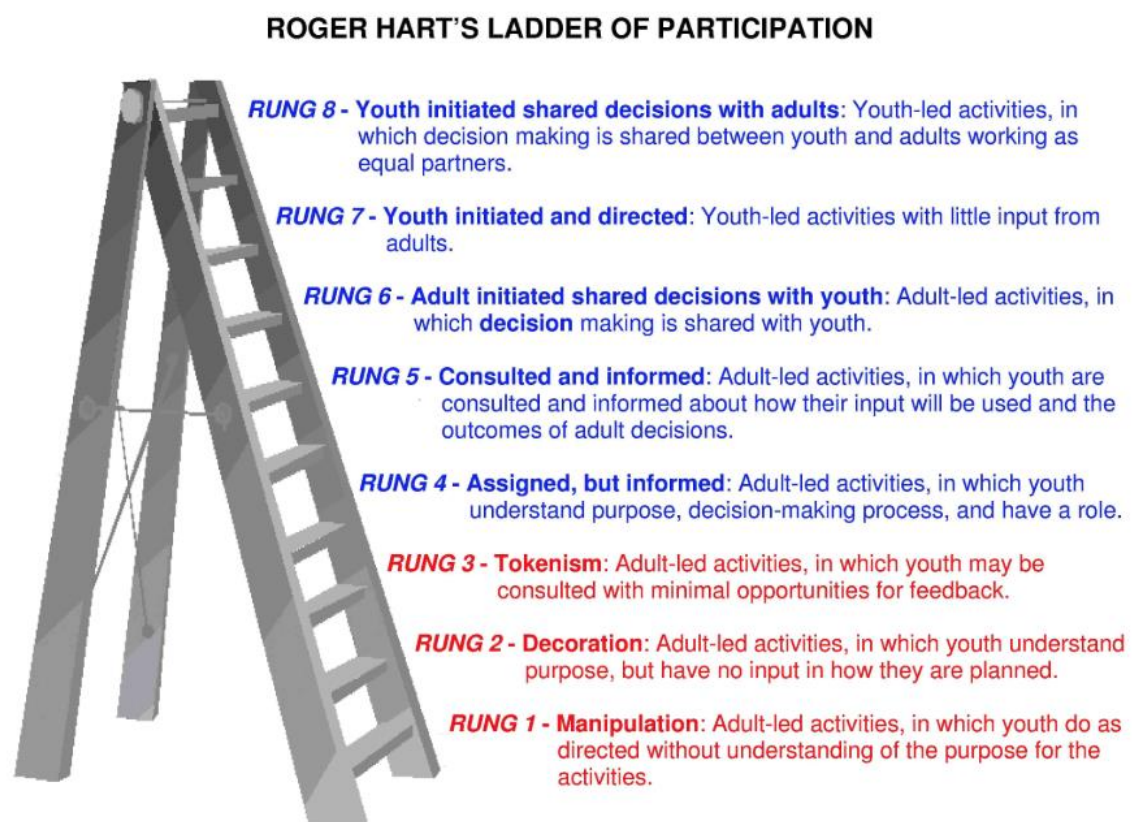 ROGER HART'S LADDER OF PARTICIPATION
RUNG 8 - Youth initiated shared decisions with adults: Youth-led activities, in
which decision making is shared between youth and adults working as
equal partners.
RUNG 7 - Youth initiated and directed: Youth-led activities with little input from
adults.
RUNG 6 - Adult initiated shared decisions with youth: Adult-led activities, in
which decision making is shared with youth.
RUNG 5 - Consulted and informed: Adult-led activities, in which youth are
consulted and informed about how their input will be used and the
outcomes of adult decisions.
RUNG 4 - Assigned, but informed: Adult-led activities, in which youth
understand purpose, decision-making process, and have a role.
RUNG 3 - Tokenism: Adult-led activities, in which youth may be
consulted with minimal opportunities for feedback.
RUNG 2 - Decoration: Adult-led activities, in which youth understand
purpose, but have no input in how they are planned.
RUNG 1 - Manipulation: Adult-led activities, in which youth do as
directed without understanding of the purpose for the
activities.